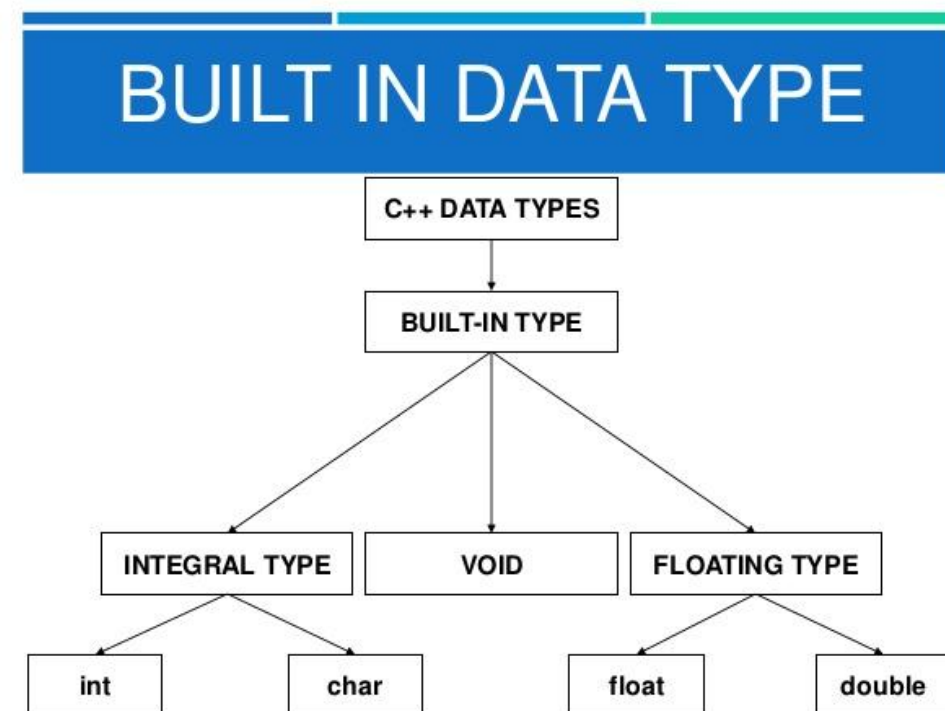 BUILT IN DATA TYPE
C++ DATA TYPES
BUILT-IN TYPE
INTEGRAL TYPE
VOID
FLOATING TYPE
int
char
float
double